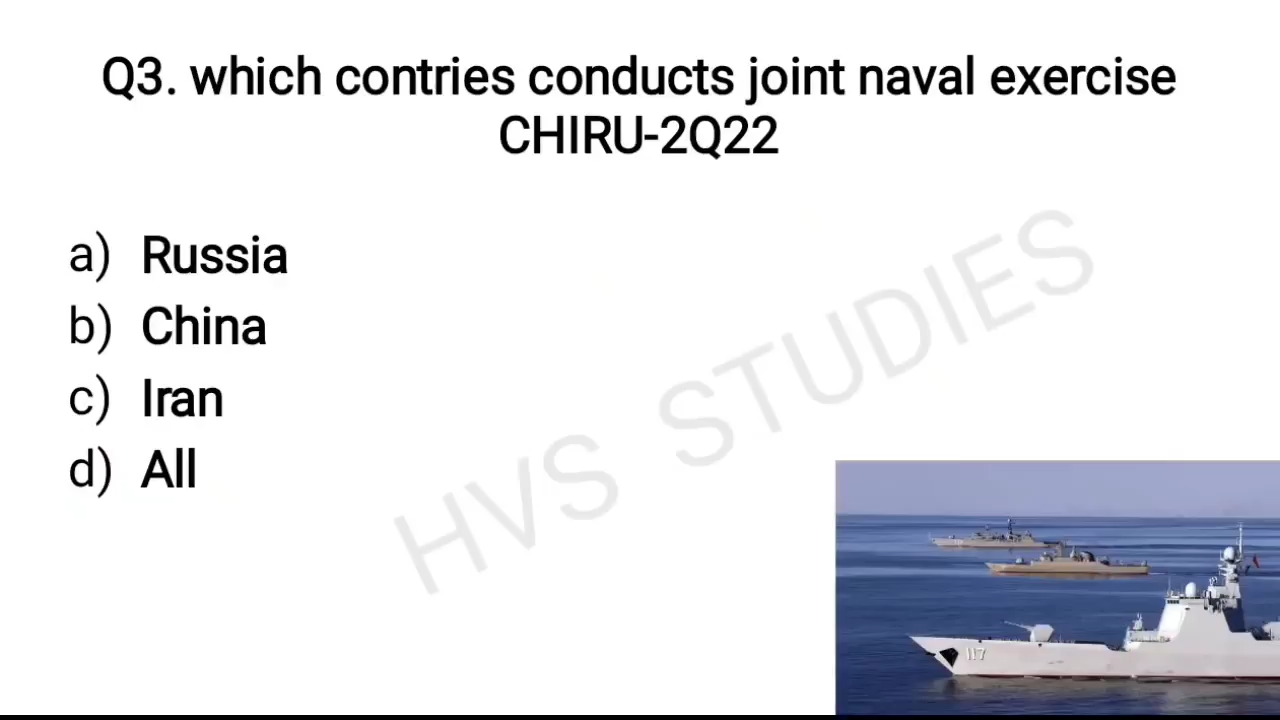 Q3. which contries conducts joint naval exercise
CHIRU-2Q22
a) Russia
b) China
c) Iran
d) All
HVS STUDIES
117